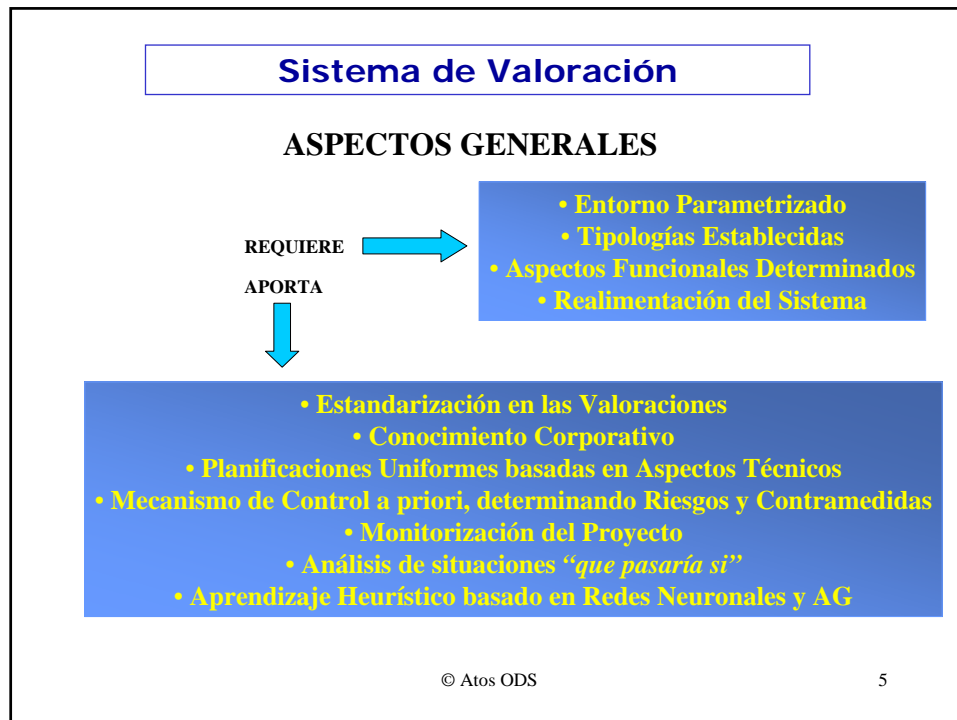 Sistema de Valoración
ASPECTOS GENERALES
REQUIERE
• Entorno Parametrizado
• Tipologías Establecidas
• Aspectos Funcionales Determinados
• Realimentación del Sistema
APORTA
• Estandarización en las Valoraciones
• Conocimiento Corporativo
• Planificaciones Uniformes basadas en Aspectos Técnicos
• Mecanismo de Control a priori, determinando Riesgos y Contramedidas
• Monitorización del Proyecto
• Análisis de situaciones “que pasaría si”
• Aprendizaje Heurístico basado en Redes Neuronales y AG
© Atos ODS
5